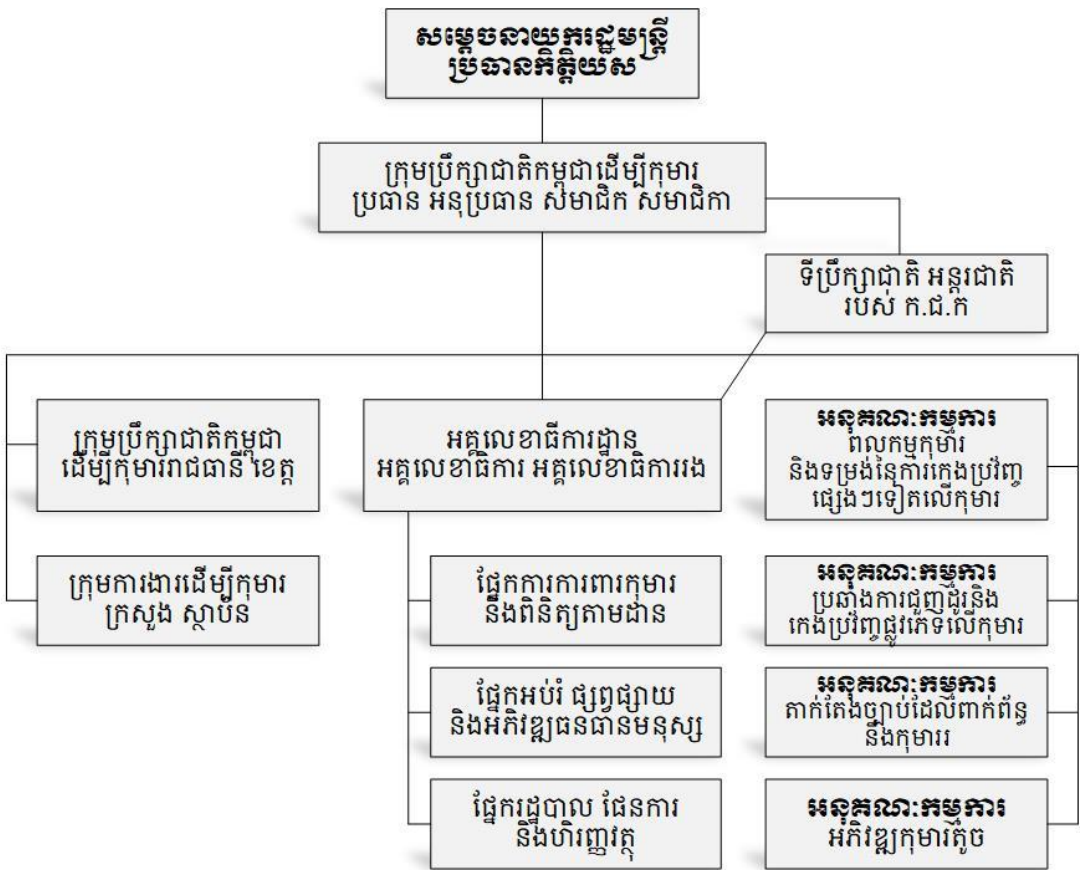 សម្តេចនាយករដ្ឋមន្ត្រី
ប្រធានកិត្តិយស
ក្រុមប្រឹក្សាជាតិកម្ពុជាដើម្បីកុមារ
ប្រធាន អនុប្រធាន សមាជិក សមាជិកា
ទីប្រឹក្សាជាតិ អន្តរជាតិ
របស់ ក.ជ.ក
ក្រុមប្រឹក្សាជាតិកម្ពុជា
ដើម្បីកុមាររាជធានី ខេត្ត
អគ្គលេខាធីការដ្ឋាន
អគ្គលេខាធិការ អគ្គលេខាធិការរង
អនុគណៈកម្មការ
ពលកម្មកុមារ
និងទម្រង់នៃការកេងប្រវ័ញ្ច
ផ្សេងៗទៀតលើកុមារ
ក្រុមការងារដើម្បីកុមារ
ក្រសួង ស្ថាប័ន
ផ្នែកការការពារកុមារ
និងពិនិត្យតាមដាន
អនុគណៈកម្មការ
ប្រឆាំងការជួញដូរនិង
កេងប្រវ័ញ្ចផ្លូវភេទលើកុមារ
ផ្នែកអប់រំ ផ្សព្វផ្សាយ
និងអភិវឌ្ឍធនធានមនុស្ស
អនុគណៈកម្មការ
តាក់តែងច្បាប់ដែលពាក់ព័ន្ធ
នឹងកុមាររ
ផ្នែករដ្ឋបាល ផែនការ
និងហិរញ្ញវត្ថុ
អនុគណៈកម្មការ
អភិវឌ្ឍកុមារតូច